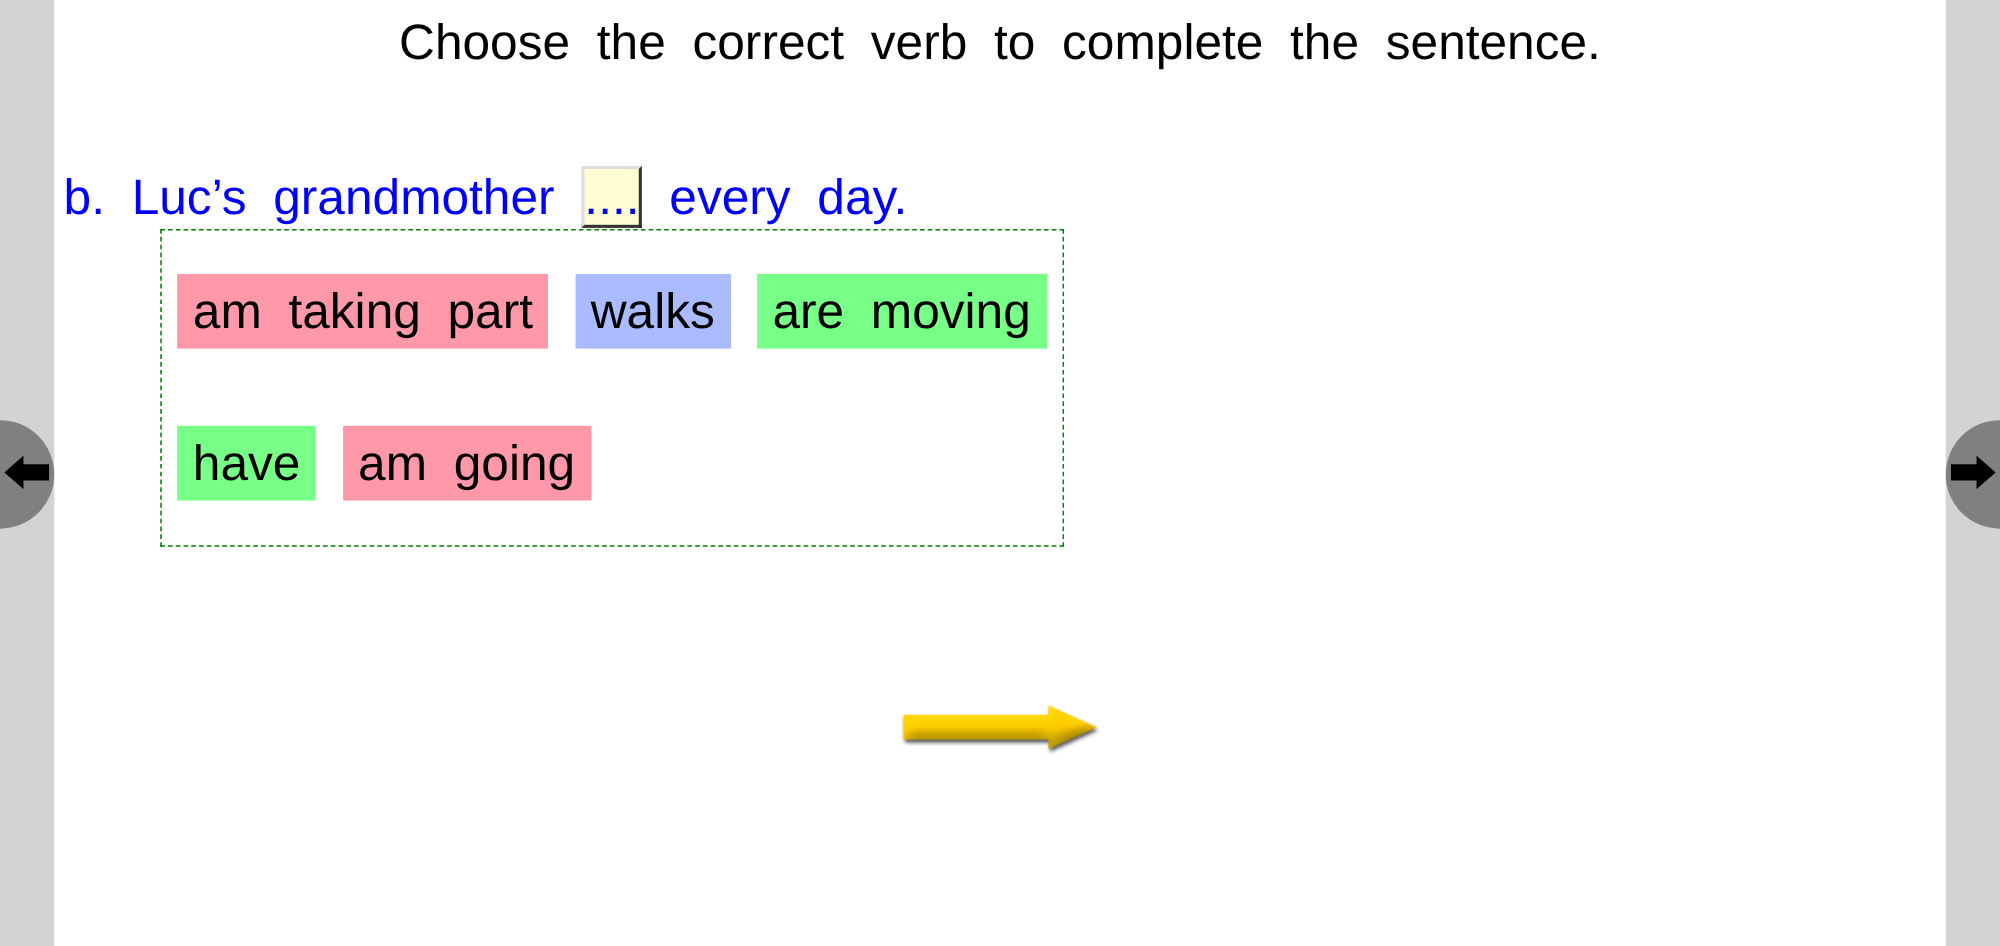 Choose the correct verb to complete the sentence.
b. Luc’s grandmother .... every day.
am taking part walks are moving
have am going